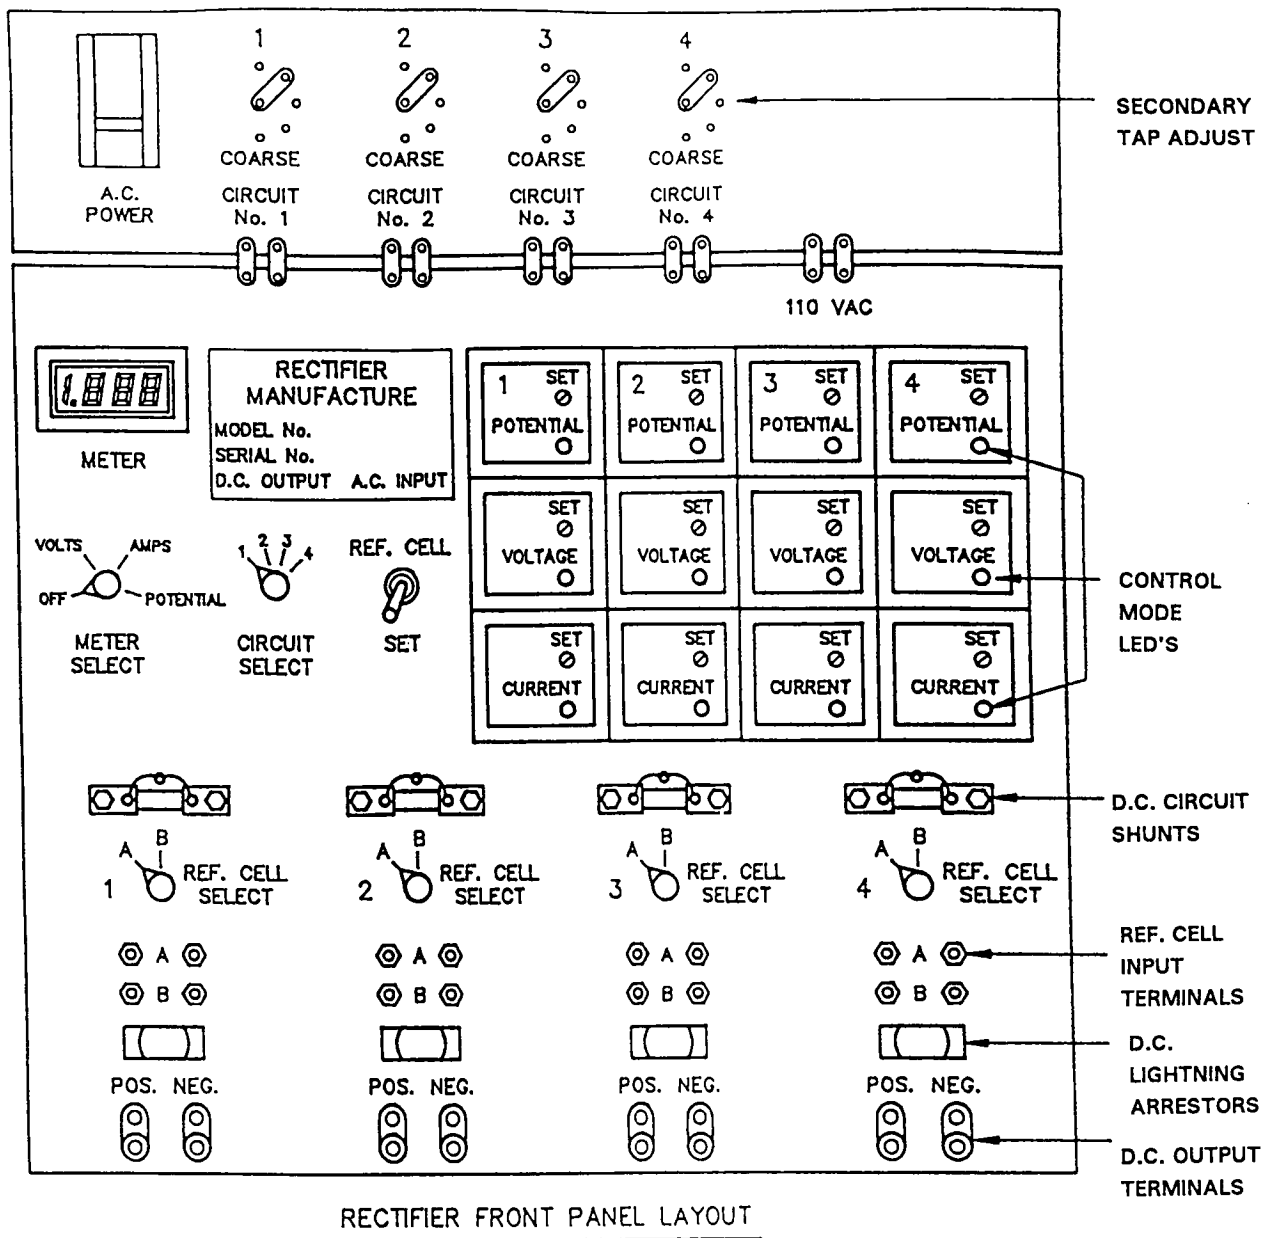 1 2 3 4
SECONDARY
TAP ADJUST
COARSE COARSE COARSE COARSE
A.C.
POWER
CIRCUIT CIRCUIT CIRCUIT CIRCUIT
No. 1 No. 2 No. 3 No. 4
110 VAC
1.888
METER
RECTIFIER
MANUFACTURE
MODEL No.
SERIAL No.
D.C. OUTPUT A.C. INPUT
1 SET 2 SET 3 SET 4 SET
POTENTIAL POTENTIAL POTENTIAL POTENTIAL
SET SET SET SET
VOLTAGE VOLTAGE VOLTAGE VOLTAGE
SET SET SET SET
CURRENT CURRENT CURRENT CURRENT
CONTROL
MODE
LED'S
VOLTS AMPS
OFF POTENTIAL
METER
SELECT
1 2 3 4
CIRCUIT
SELECT
REF. CELL
SET
D.C. CIRCUIT
SHUNTS
A B A B A B A B
1 REF. CELL
SELECT
2 REF. CELL
SELECT
3 REF. CELL
SELECT
4 REF. CELL
SELECT
A A A A
B B B B
REF. CELL
INPUT
TERMINALS
D.C.
LIGHTNING
ARRESTORS
POS. NEG. POS. NEG. POS. NEG. POS. NEG.
D.C. OUTPUT
TERMINALS
RECTIFIER FRONT PANEL LAYOUT